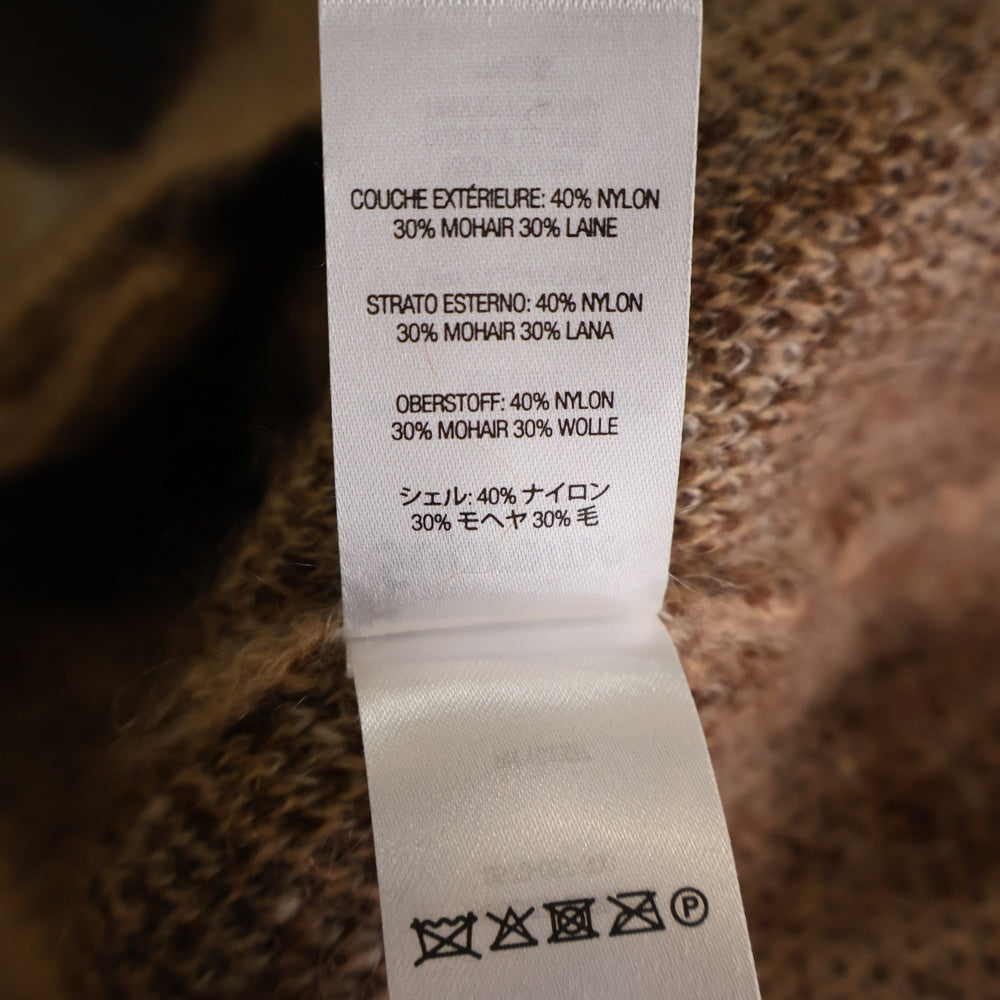 COUCHE EXTÉRIEURE: 40% NYLON
30% MOHAIR 30% LAINE
STRATO ESTERNO: 40% NYLON
30% MOHAIR 30% LANA
OBERSTOFF: 40% NYLON
30% MOHAIR 30% WOLLE
シェル: 40% ナイロン
30% モヘヤ 30% 毛
P